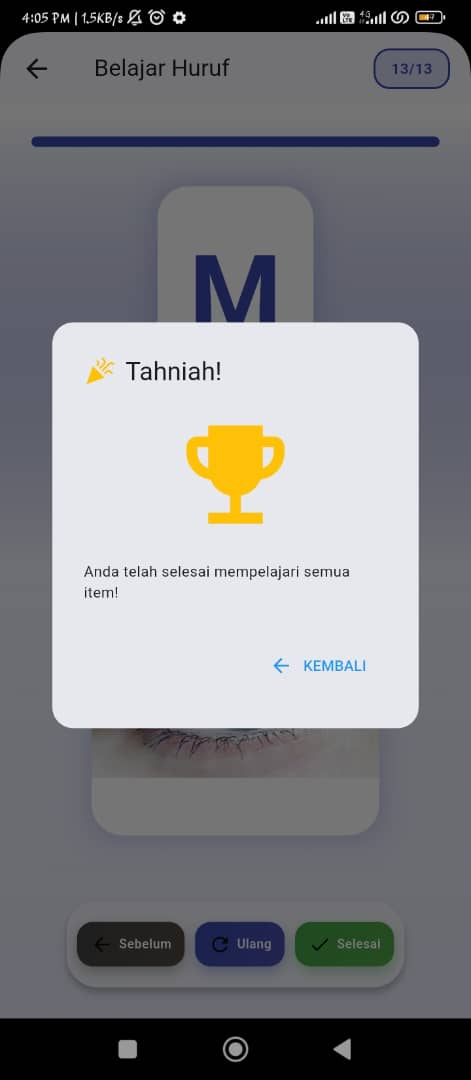 4:05 PM | 1.5KB/s
Belajar Huruf
13/13
M
Tahniah!
Anda telah selesai mempelajari semua
item!
KEMBALI
Sebelum
Ulang
Selesai